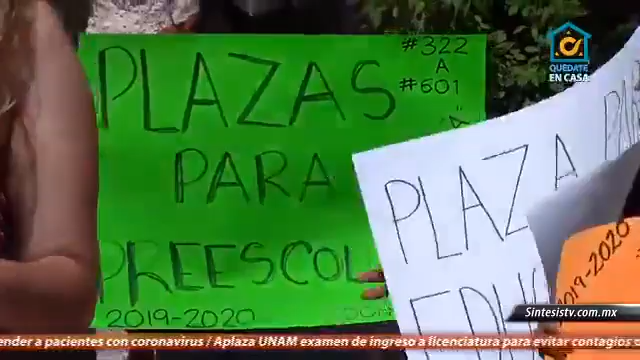 #322
A
#601
PLAZAS
PARA
PREESCOL
2019-2020
PLAZA
2019-2020
QUÉDATE
EN CASA
Sintesistv.com.mx
ender a pacientes con coronavirus / Aplaza UNAM examen de ingreso a licenciatura para evitar contagios